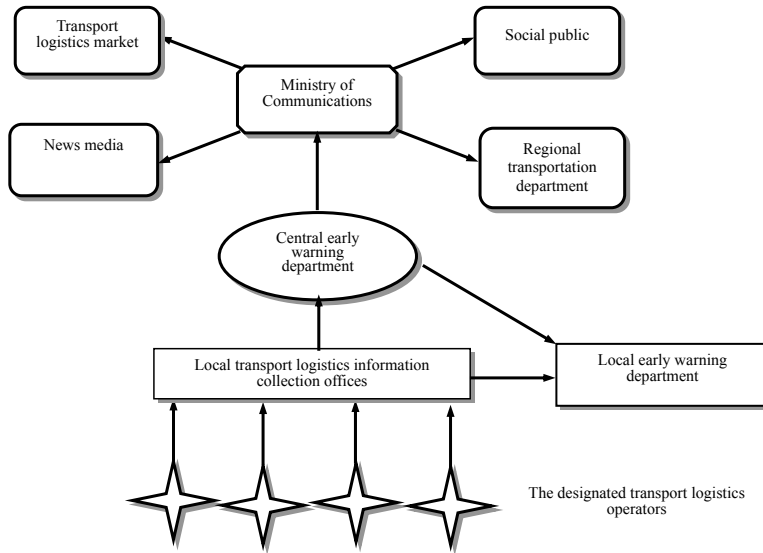 Transport
logistics market
Social public
Ministry of
Communications
News media
Regional
transportation
department
Central early
warning
department
Local transport logistics information
collection offices
Local early warning
department
The designated transport logistics
operators